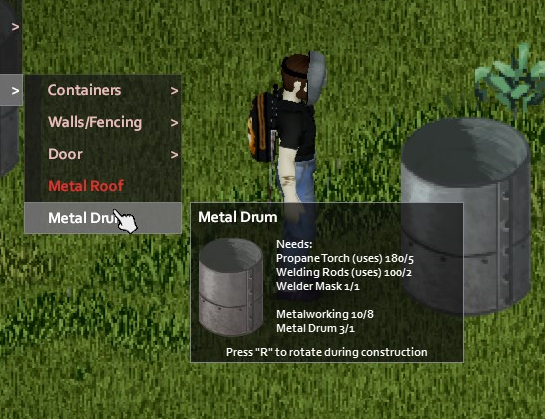 >
>
Containers >
Walls/Fencing >
Door >
Metal Roof
Metal Dru
Metal Drum
Needs:
Propane Torch (uses) 180/5
Welding Rods (uses) 100/2
Welder Mask 1/1
Metalworking 10/8
Metal Drum 3/1
Press "R" to rotate during construction